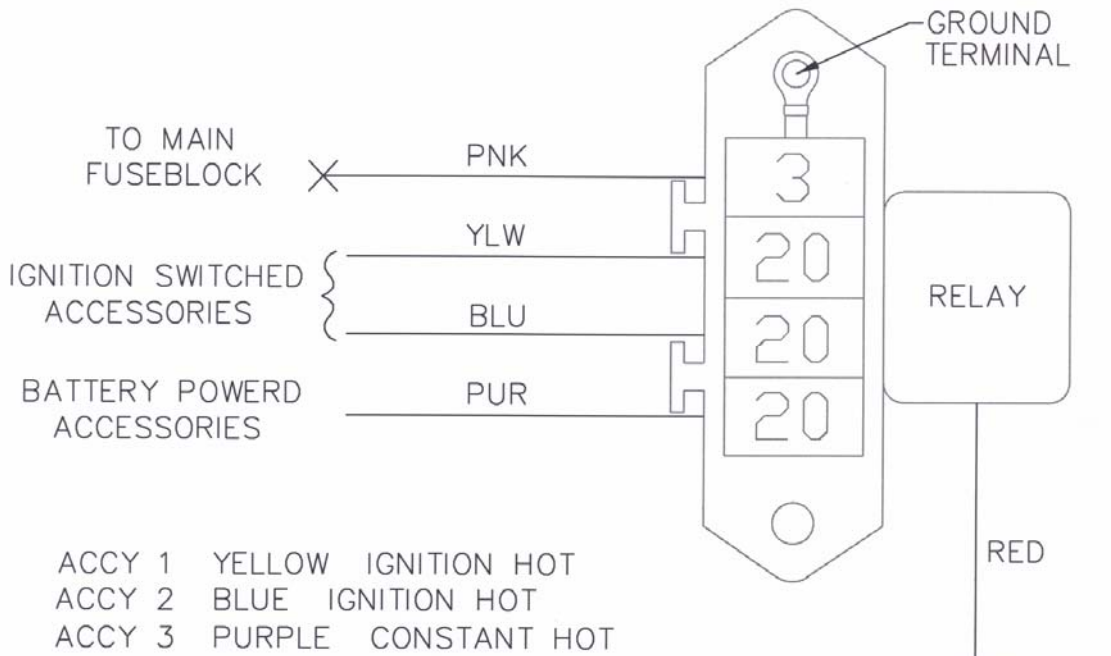 GROUND
TERMINAL
TO MAIN
FUSEBLOCK
PNK
3
YLW
20
IGNITION SWITCHED
ACCESSORIES
RELAY
BLU
20
BATTERY POWERD
ACCESSORIES
PUR
20
RED
ACCY 1 YELLOW IGNITION HOT
ACCY 2 BLUE IGNITION HOT
ACCY 3 PURPLE CONSTANT HOT